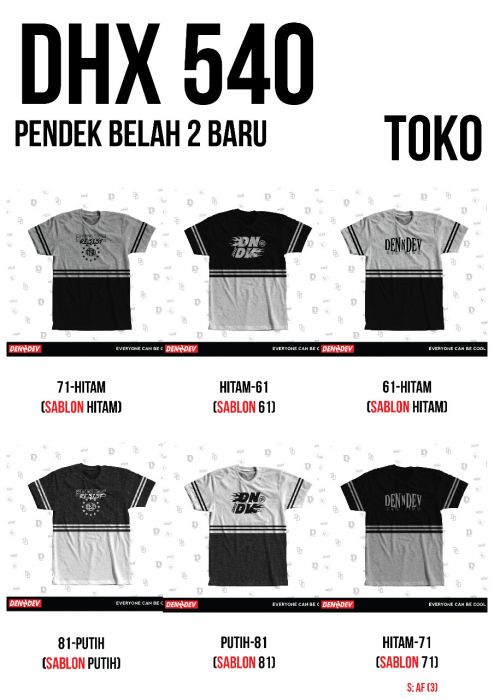 DHX 540
PENDEK BELAH 2 BARU
TOKO
RESIST
DN
DV
DENNDEV
DENNDEV
EVERYONE CAN BE C
DENNDEV
EVERYONE CAN BE C
DENNDEV
EVERYONE CAN BE COOL
71-HITAM
(SABLON HITAM)
HITAM-61
(SABLON 61)
61-HITAM
(SABLON HITAM)
RESIST
DN
DV
DENNDEV
DENNDEV
EVERYONE CAN BE C
DENNDEV
EVERYONE CAN BE C
DENNDEV
EVERYONE CAN BE COOL
81-PUTIH
(SABLON PUTIH)
PUTIH-81
(SABLON 81)
HITAM-71
(SABLON 71)
S: AF (3)